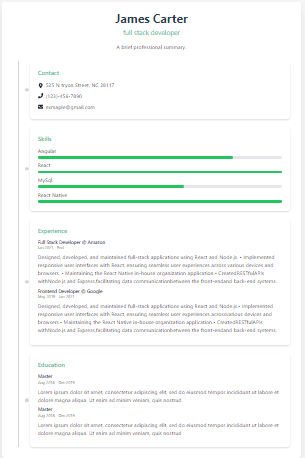 James Carter
full stack developer
A brief professional summary.
Contact
525 N tryon Street, NC 28117
(123)-456-7890
exmaple@gmail.com
Skills
Angular
React
MySql
React Native
Experience
Full Stack Developer @ Amazon
Jun 2021 - Present
Designed, developed, and maintained full-stack applications using React and Node.js • Implemented
responsive user interfaces with React, ensuring seamless user experiences across various devices and
browsers. • Maintaining the React Native in-house organization application • CreatedRESTfulAPIs
withNode.js and Express,facilitating data communicationbetween the front-endand back-end systems.
Frontend Developer @ Google
May 2019 - Jun 2021
Designed, developed, and maintained full-stack applications using React and Node.js • Implemented
responsive user interfaces with React, ensuring seamless user experiences acrossvarious devices and
browsers • Maintaining the React Native in-house organization application • CreatedRESTfulAPIs
withNode.js and Express,facilitating data communicationbetween the front-endand back-end systems.
Education
Master
Aug 2018 - Dec 2019
Lorem ipsum dolor sit amet, consectetur adipiscing elit, sed do eiusmod tempor incididunt ut labore et
dolore magna aliqua. Ut enim ad minim veniam, quis nostrud
Master
Aug 2018 - Dec 2019
Lorem ipsum dolor sit amet, consectetur adipiscing elit, sed do eiusmod tempor incididunt ut labore et
dolore magna aliqua. Ut enim ad minim veniam, quis nostrud.